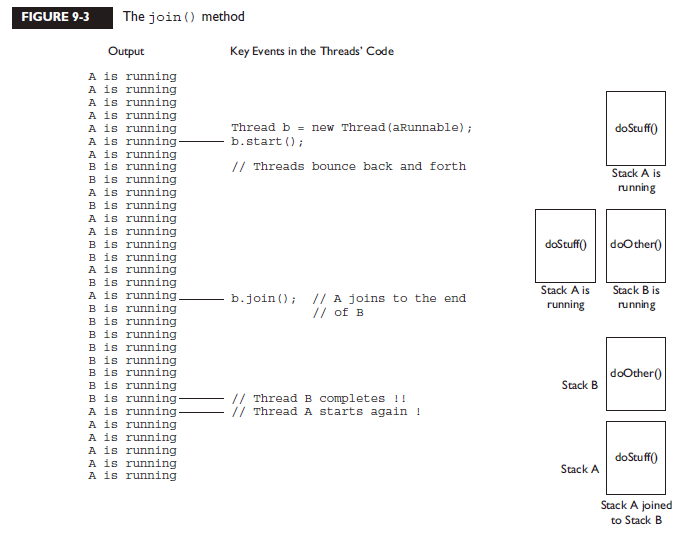 FIGURE 9-3 The join() method
Output Key Events in the Threads' Code
A is running
A is running
A is running
A is running
A is running Thread b = new Thread(aRunnable);
A is running b.start();
A is running
B is running // Threads bounce back and forth
B is running
A is running
B is running
A is running
A is running
B is running
B is running
A is running
B is running
A is running b.join(); // A joins to the end
B is running // of B
B is running
B is running
B is running
B is running
B is running
B is running
B is running // Thread B completes !!
A is running // Thread A starts again !
A is running
A is running
A is running
A is running
A is running
doStuff()
Stack A is
running
doStuff() doOther()
Stack A is Stack B is
running running
doOther()
Stack B
doStuff()
Stack A
Stack A joined
to Stack B